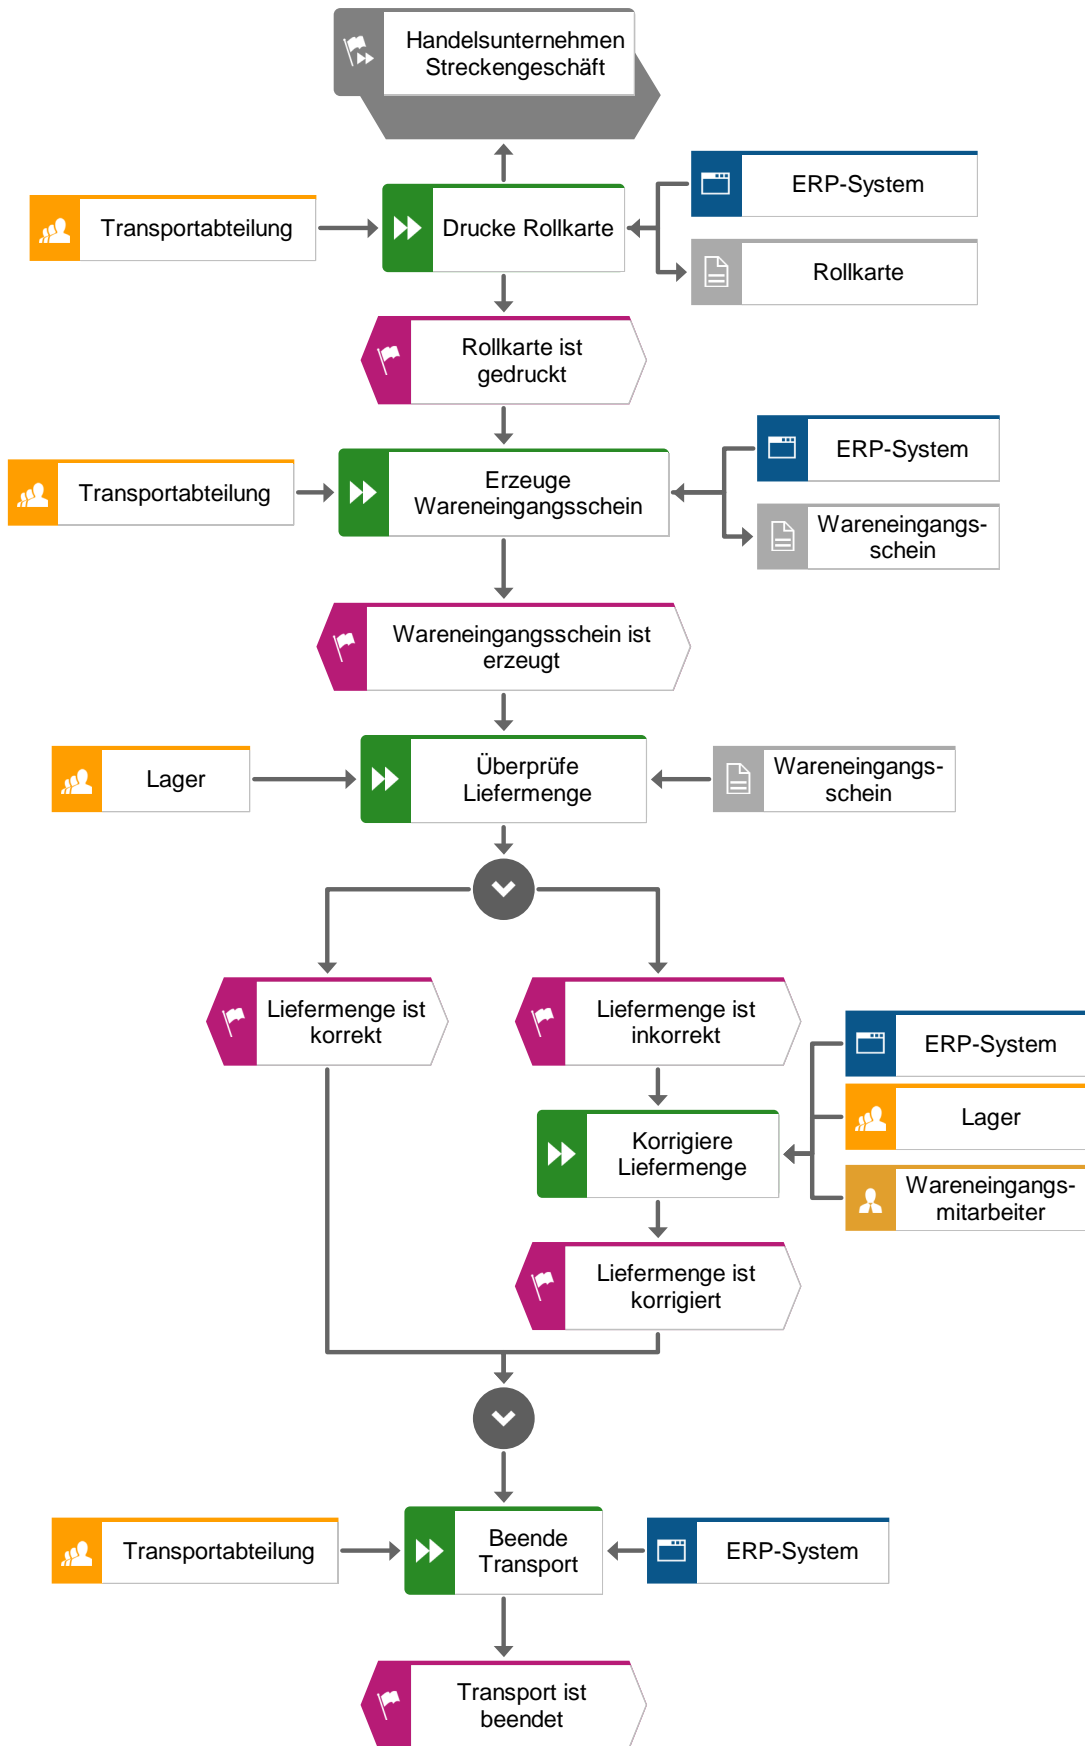 Handelsunternehmen
Streckengeschäft
ERP-System
Transportabteilung
Drucke Rollkarte
Rollkarte
Rollkarte ist
gedruckt
ERP-System
Transportabteilung
Erzeuge
Wareneingangsschein
Wareneingangs-
schein
Wareneingangsschein ist
erzeugt
Lager
Überprüfe
Liefermenge
Wareneingangs-
schein
Liefermenge ist
korrekt
Liefermenge ist
inkorrekt
ERP-System
Lager
Korrigiere
Liefermenge
Wareneingangs-
mitarbeiter
Liefermenge ist
korrigiert
Transportabteilung
Beende
Transport
ERP-System
Transport ist
beendet